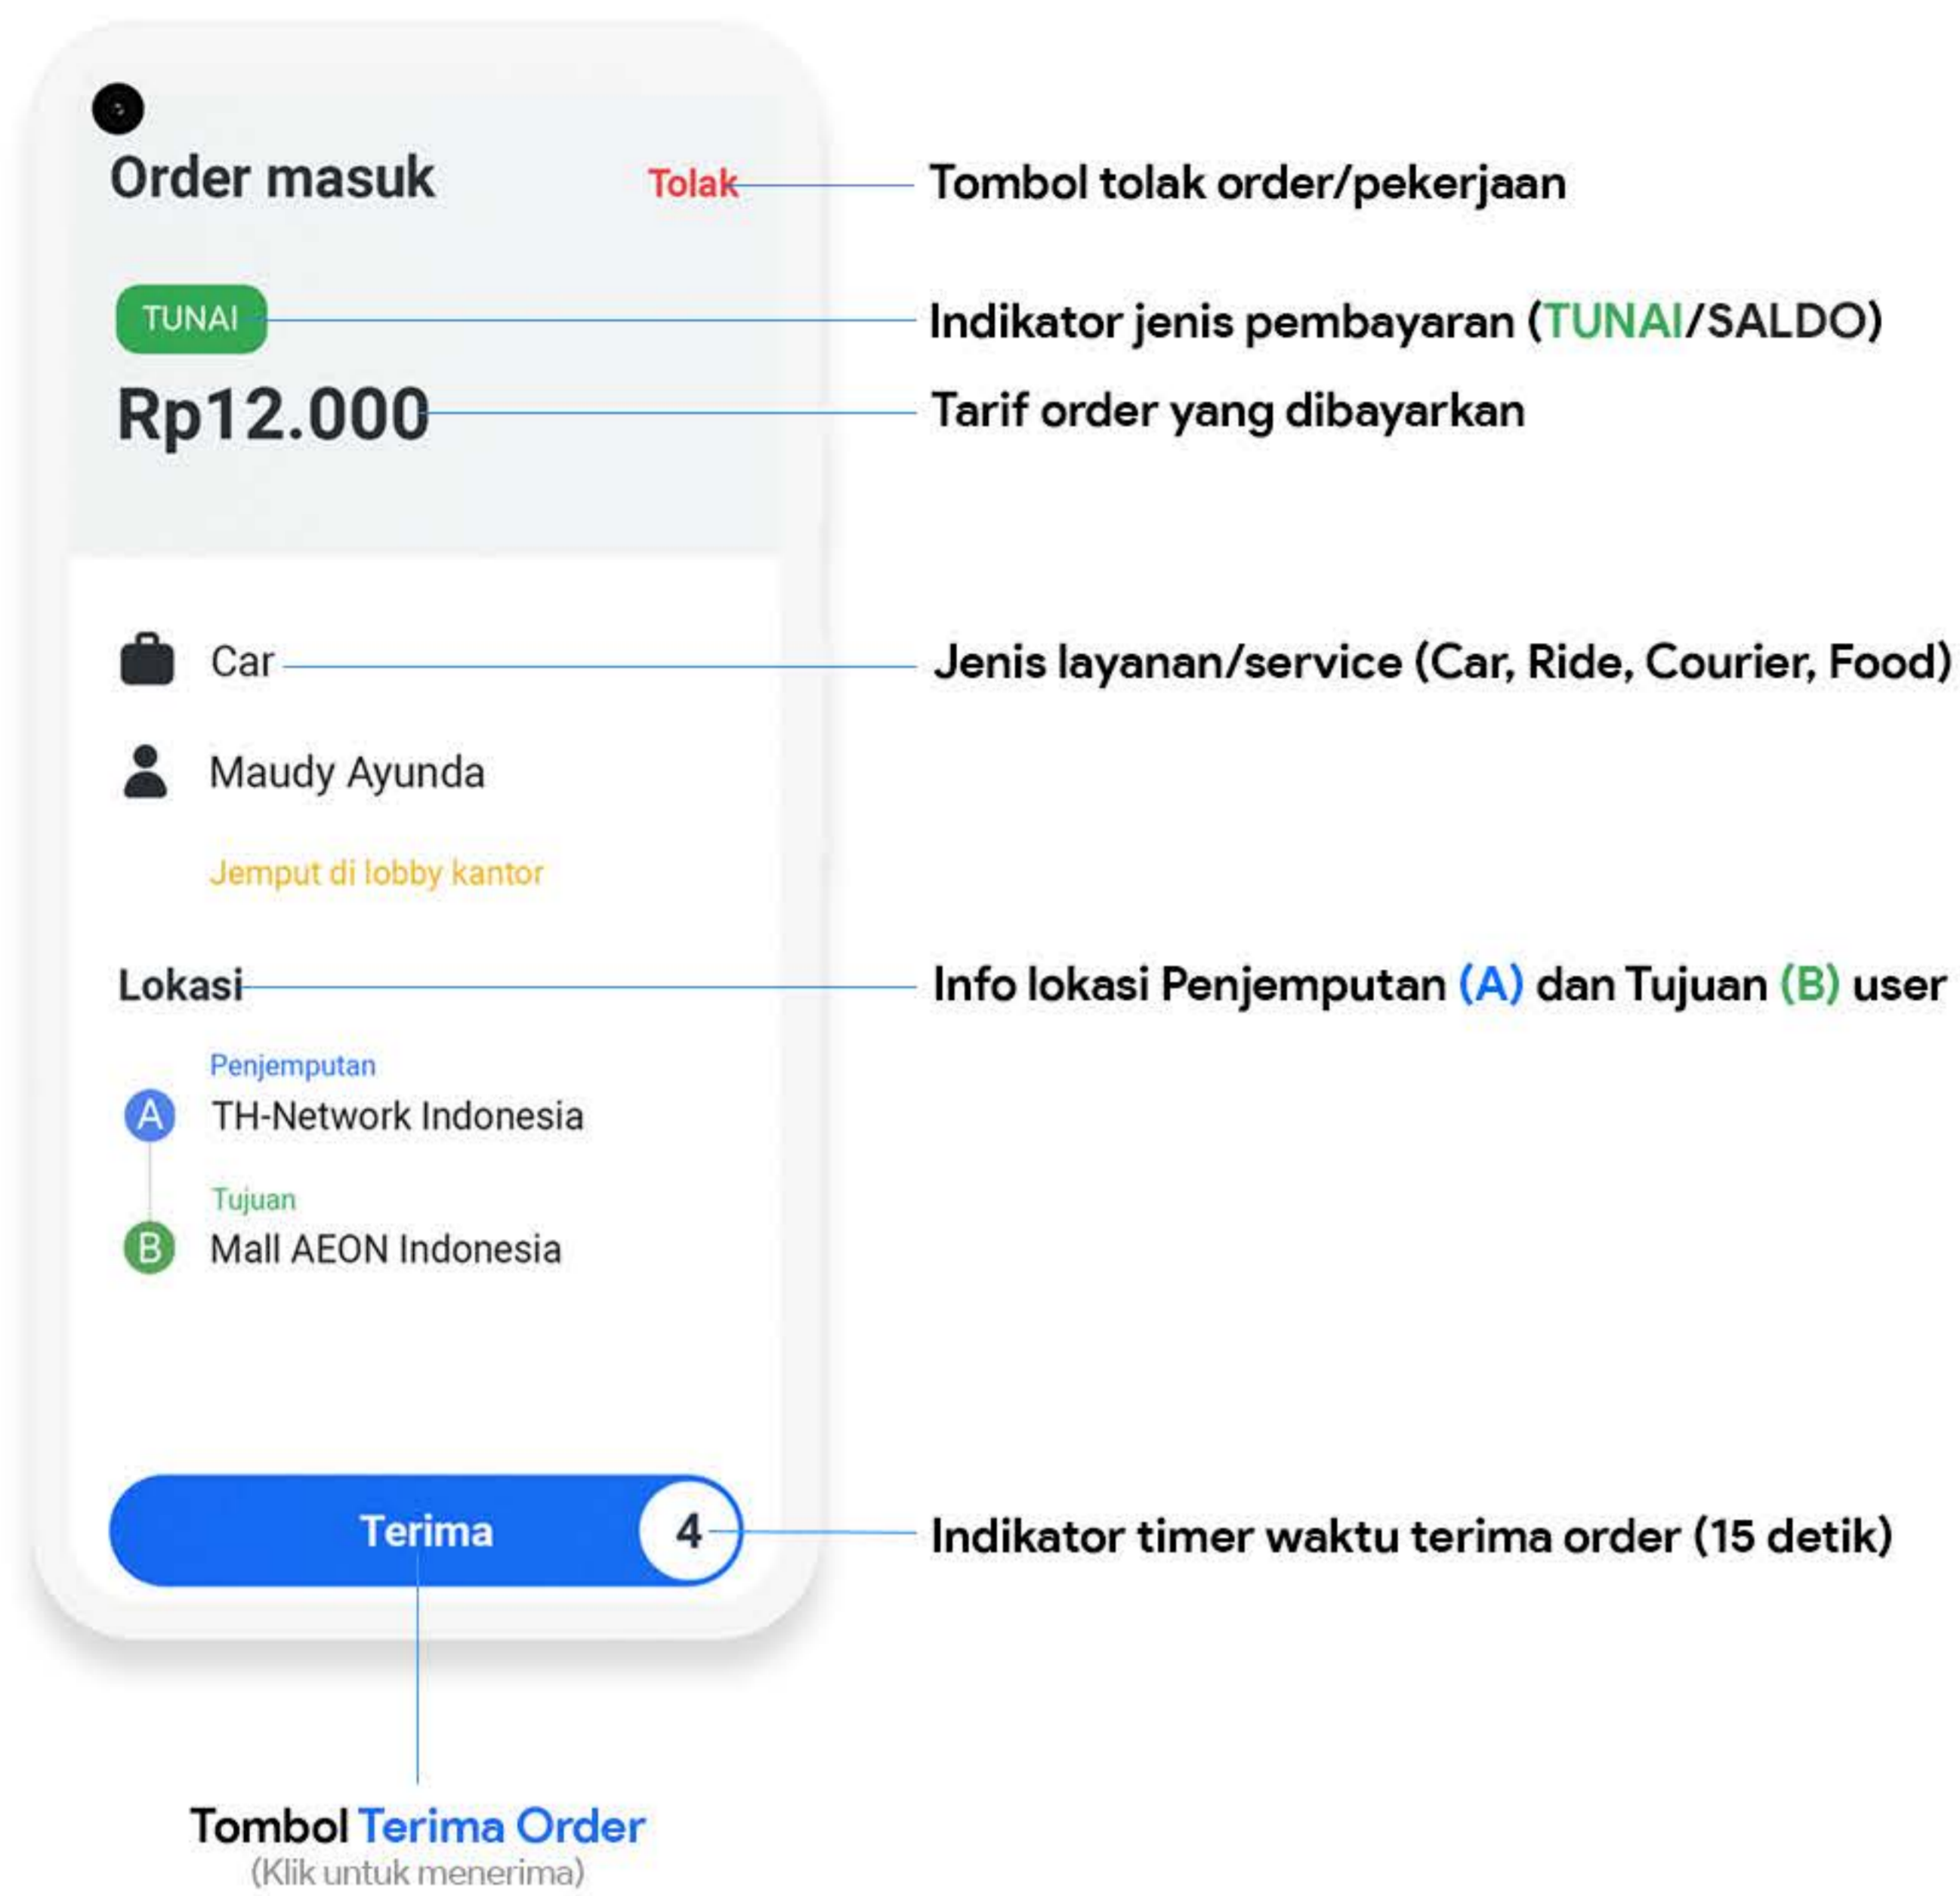 Order masuk
Tolak
Tombol tolak order/pekerjaan
TUNAI
Indikator jenis pembayaran (TUNAI/SALDO)
Rp12.000
Tarif order yang dibayarkan
Car
Jenis layanan/service (Car, Ride, Courier, Food)
Maudy Ayunda
Jemput di lobby kantor
Lokasi
Info lokasi Penjemputan (A) dan Tujuan (B) user
Penjemputan
A
TH-Network Indonesia
Tujuan
B
Mall AEON Indonesia
Terima
4
Indikator timer waktu terima order (15 detik)
Tombol Terima Order
(Klik untuk menerima)